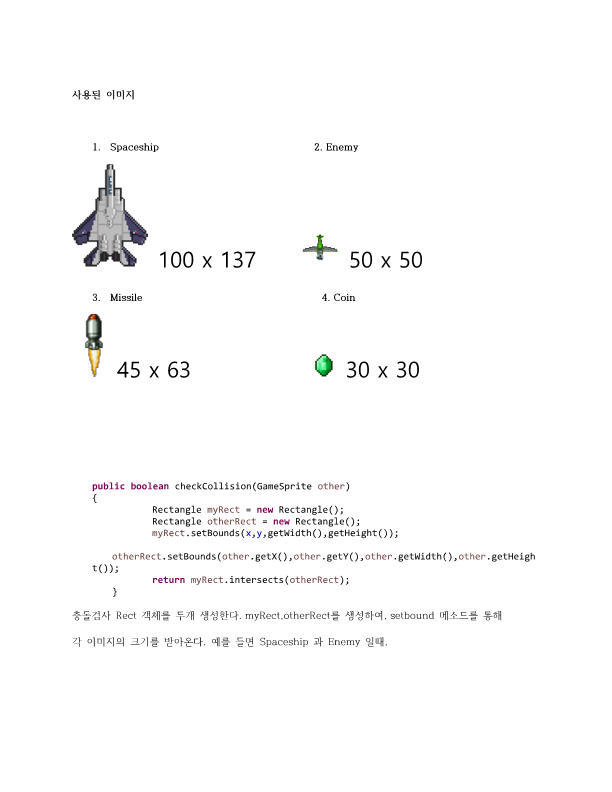 사용된 이미지
1. Spaceship 2. Enemy
100 x 137 50 x 50
3. Missile 4. Coin
45 x 63 30 x 30
public boolean checkCollision(GameSprite other)
{
Rectangle myRect = new Rectangle();
Rectangle otherRect = new Rectangle();
myRect.setBounds(x,y,getWidth(),getHeight());
otherRect.setBounds(other.getX(),other.getY(),other.getWidth(),other.getHeigh
t());
return myRect.intersects(otherRect);
}
충돌검사 Rect 객체를 두개 생성한다. myRect,otherRect를 생성하여, setbound 메소드를 통해
각 이미지의 크기를 받아온다. 예를 들면 Spaceship 과 Enemy 일때,